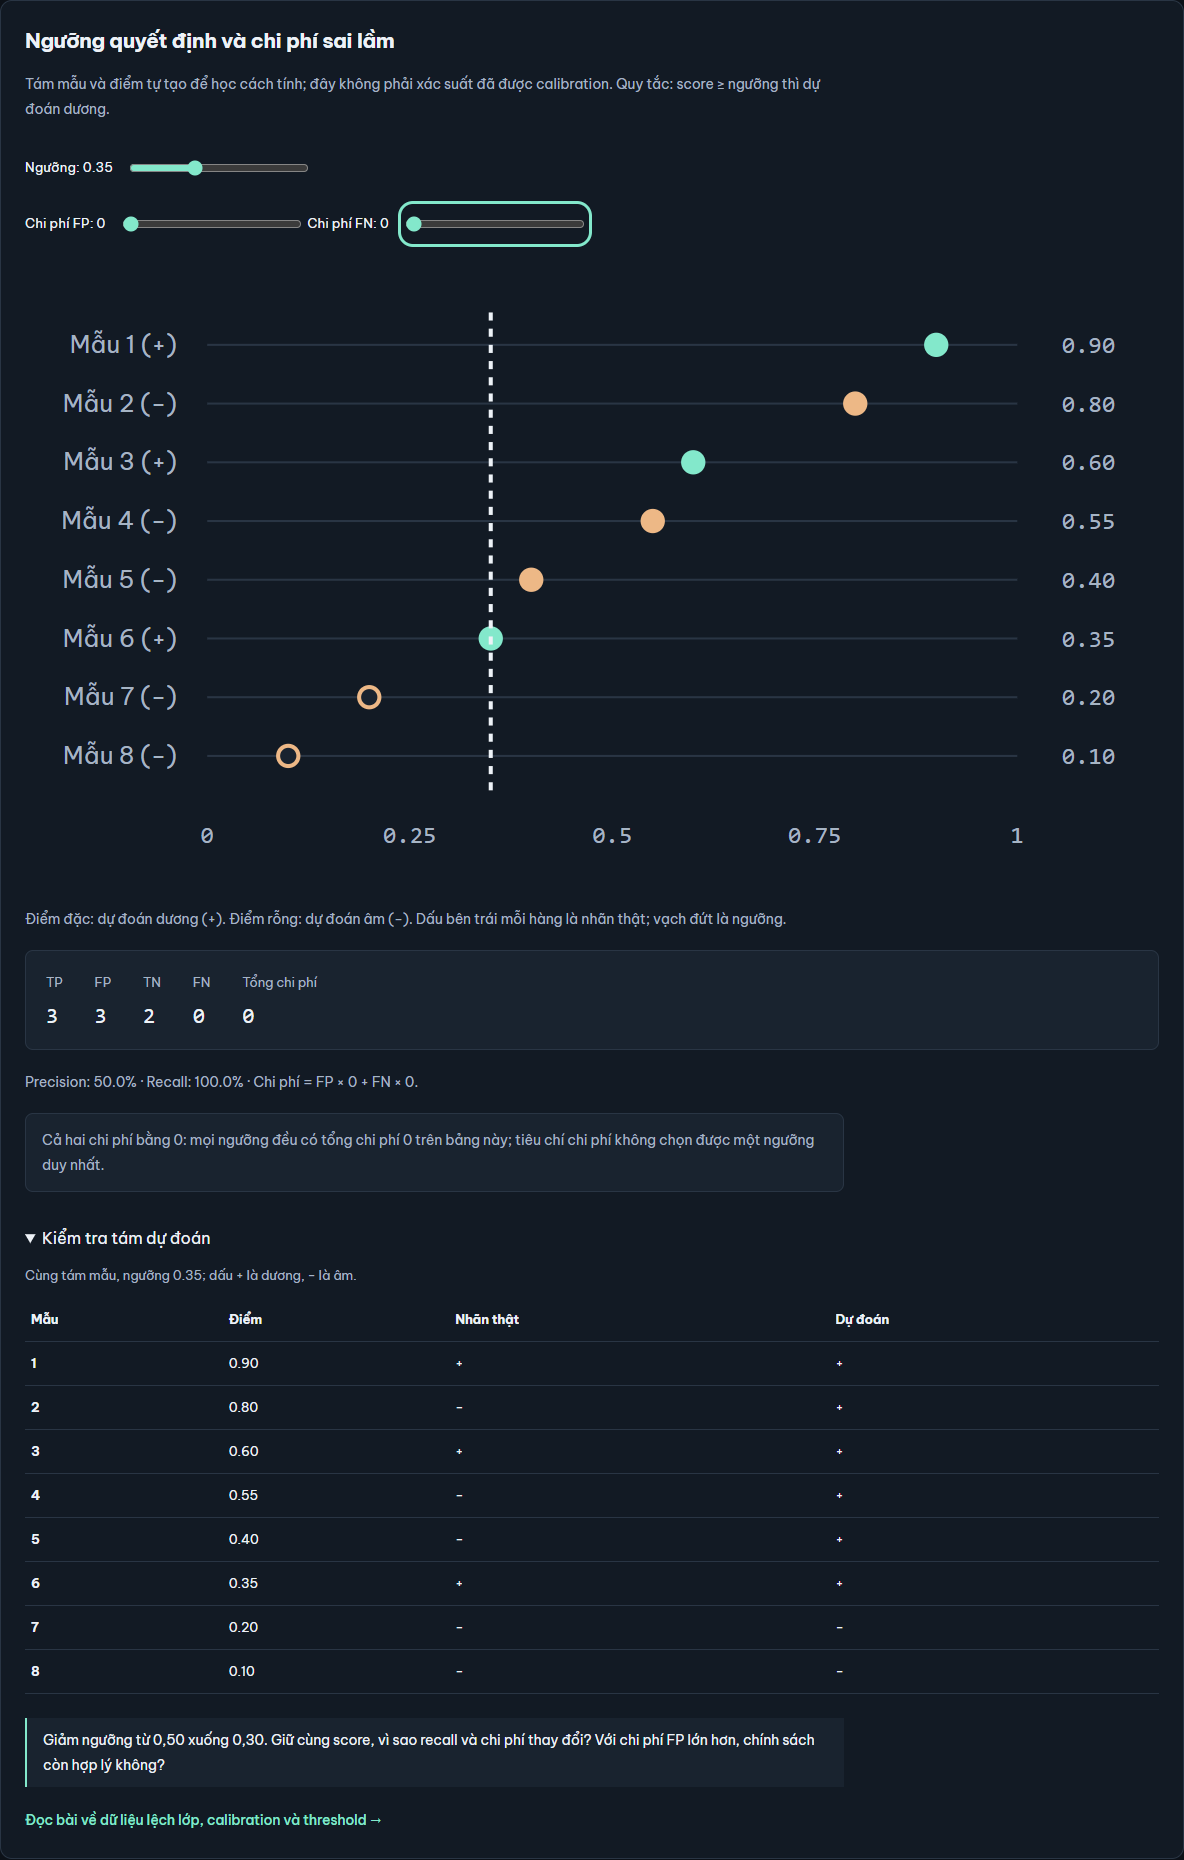 Ngưỡng quyết định và chi phí sai lầm
Tám mẫu và điểm tự tạo để học cách tính; đây không phải xác suất đã được calibration. Quy tắc: score ≥ ngưỡng thì dự
đoán dương.
Ngưỡng: 0.35
Chi phí FP: 0 Chi phí FN: 0
Mẫu 1 (+) 0.90
Mẫu 2 (−) 0.80
Mẫu 3 (+) 0.60
Mẫu 4 (−) 0.55
Mẫu 5 (−) 0.40
Mẫu 6 (+) 0.35
Mẫu 7 (−) 0.20
Mẫu 8 (−) 0.10
0 0.25 0.5 0.75 1
Điểm đặc: dự đoán dương (+). Điểm rỗng: dự đoán âm (−). Dấu bên trái mỗi hàng là nhãn thật; vạch đứt là ngưỡng.
TP FP TN FN Tổng chi phí
3 3 2 0 0
Precision: 50.0% · Recall: 100.0% · Chi phí = FP × 0 + FN × 0.
Cả hai chi phí bằng 0: mọi ngưỡng đều có tổng chi phí 0 trên bảng này; tiêu chí chi phí không chọn được một ngưỡng
duy nhất.
▼ Kiểm tra tám dự đoán
Cùng tám mẫu, ngưỡng 0.35; dấu + là dương, − là âm.
Mẫu Điểm Nhãn thật Dự đoán
1 0.90 + +
2 0.80 − +
3 0.60 + +
4 0.55 − +
5 0.40 − +
6 0.35 + +
7 0.20 − −
8 0.10 − −
Giảm ngưỡng từ 0,50 xuống 0,30. Giữ cùng score, vì sao recall và chi phí thay đổi? Với chi phí FP lớn hơn, chính sách
còn hợp lý không?
Đọc bài về dữ liệu lệch lớp, calibration và threshold →